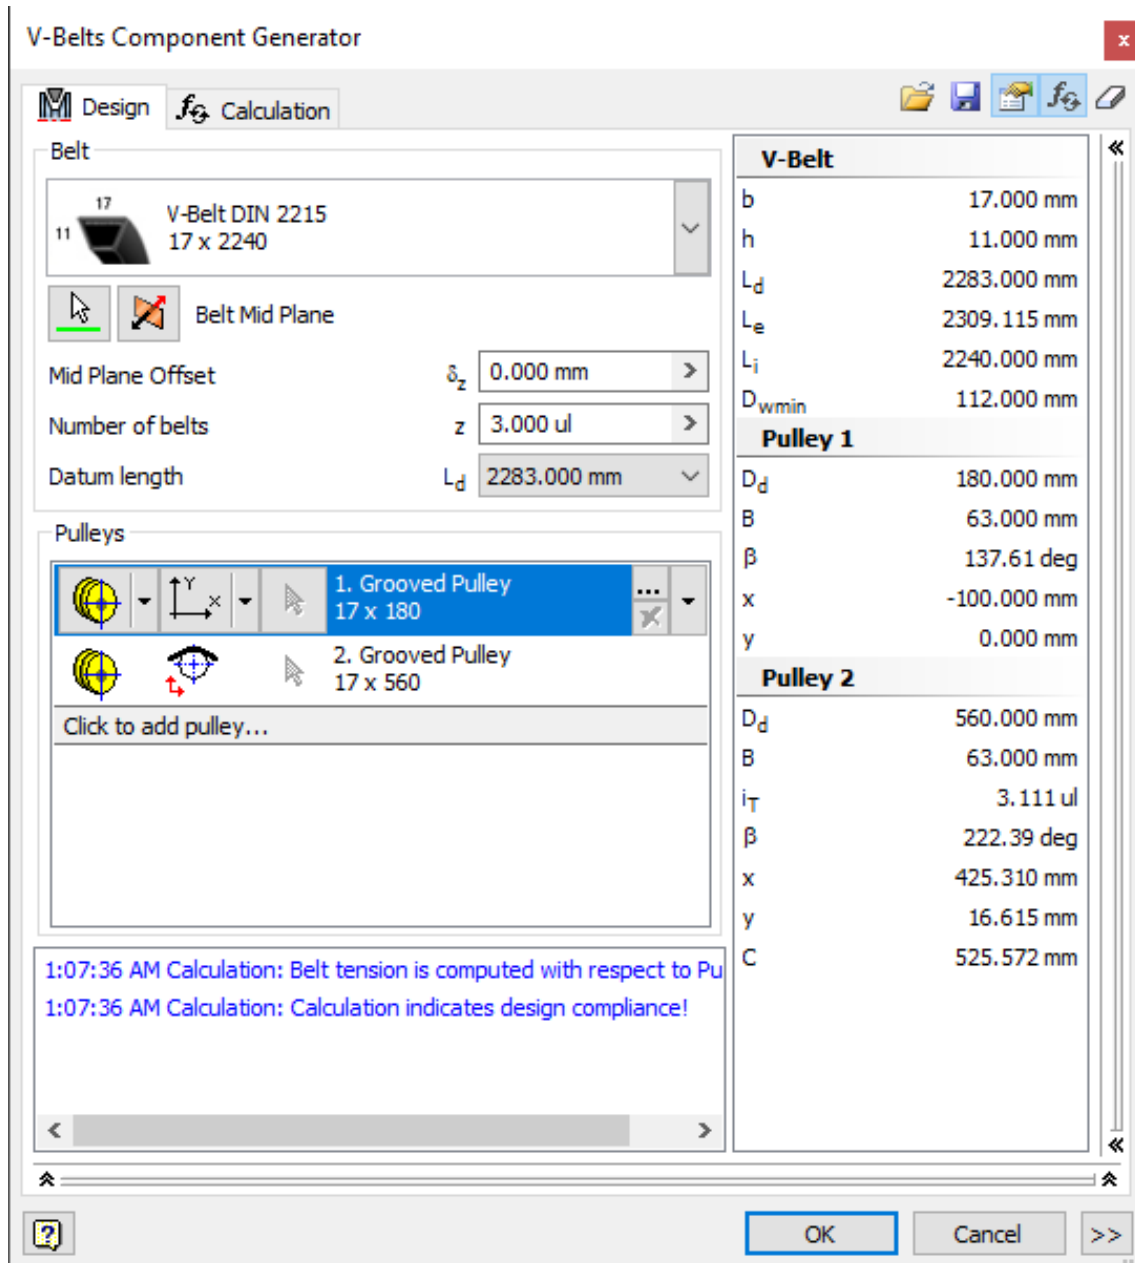 V-Belts Component Generator
x
Design
Calculation
Belt
17
11
V-Belt DIN 2215
17 x 2240
Belt Mid Plane
Mid Plane Offset δz 0.000 mm >
Number of belts z 3.000 ul >
Datum length Ld 2283.000 mm
Pulleys
Y
x
1. Grooved Pulley
17 x 180
...
2. Grooved Pulley
17 x 560
Click to add pulley...
1:07:36 AM Calculation: Belt tension is computed with respect to Pu
1:07:36 AM Calculation: Calculation indicates design compliance!
V-Belt
b 17.000 mm
h 11.000 mm
Ld 2283.000 mm
Le 2309.115 mm
Li 2240.000 mm
Dwmin 112.000 mm
Pulley 1
Dd 180.000 mm
B 63.000 mm
β 137.61 deg
x -100.000 mm
y 0.000 mm
Pulley 2
Dd 560.000 mm
B 63.000 mm
iT 3.111 ul
β 222.39 deg
x 425.310 mm
y 16.615 mm
C 525.572 mm
?
OK
Cancel
>>